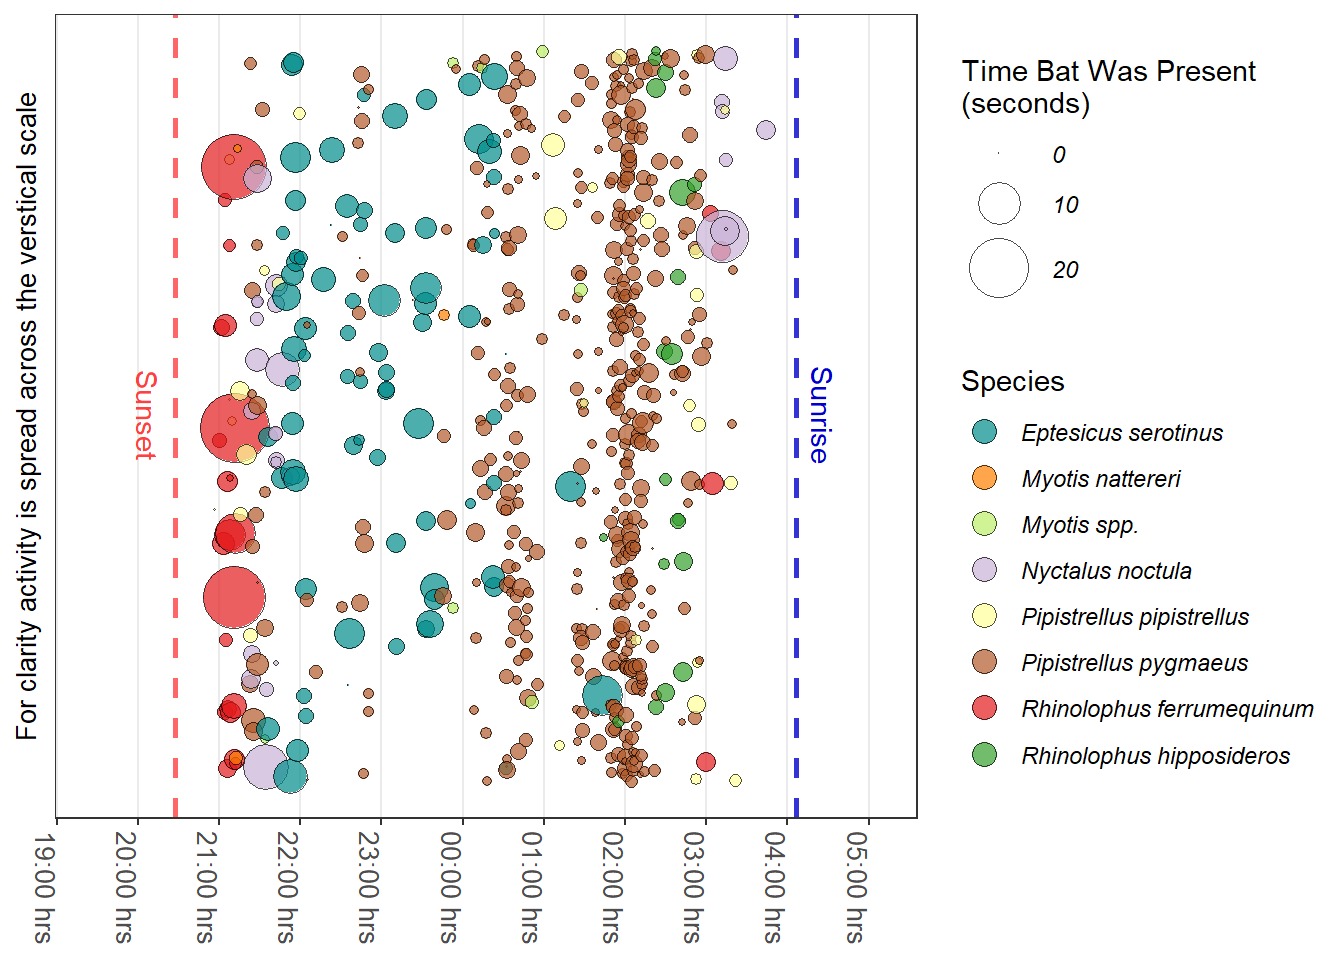 For clarity activity is spread across the verstical scale
Sunset
Sunrise
19:00 hrs
20:00 hrs
21:00 hrs
22:00 hrs
23:00 hrs
00:00 hrs
01:00 hrs
02:00 hrs
03:00 hrs
04:00 hrs
05:00 hrs
Time Bat Was Present
(seconds)
0
10
20
Species
Eptesicus serotinus
Myotis nattereri
Myotis spp.
Nyctalus noctula
Pipistrellus pipistrellus
Pipistrellus pygmaeus
Rhinolophus ferrumequinum
Rhinolophus hipposideros